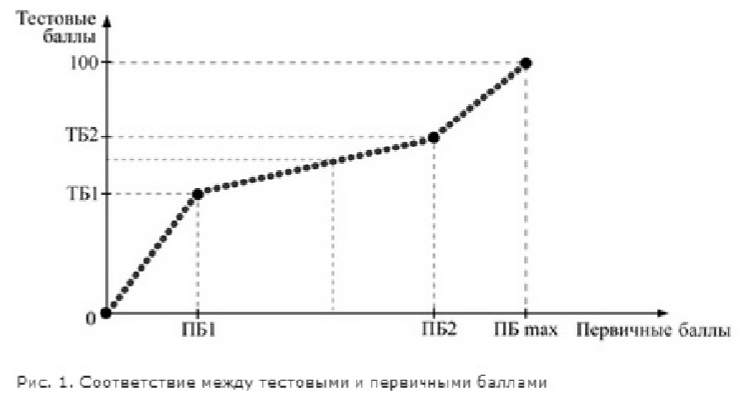 Тестовые
баллы
100
ТБ2
ТБ1
0
ПБ1
ПБ2
ПБ max
Первичные баллы
Рис. 1. Соответствие между тестовыми и первичными баллами